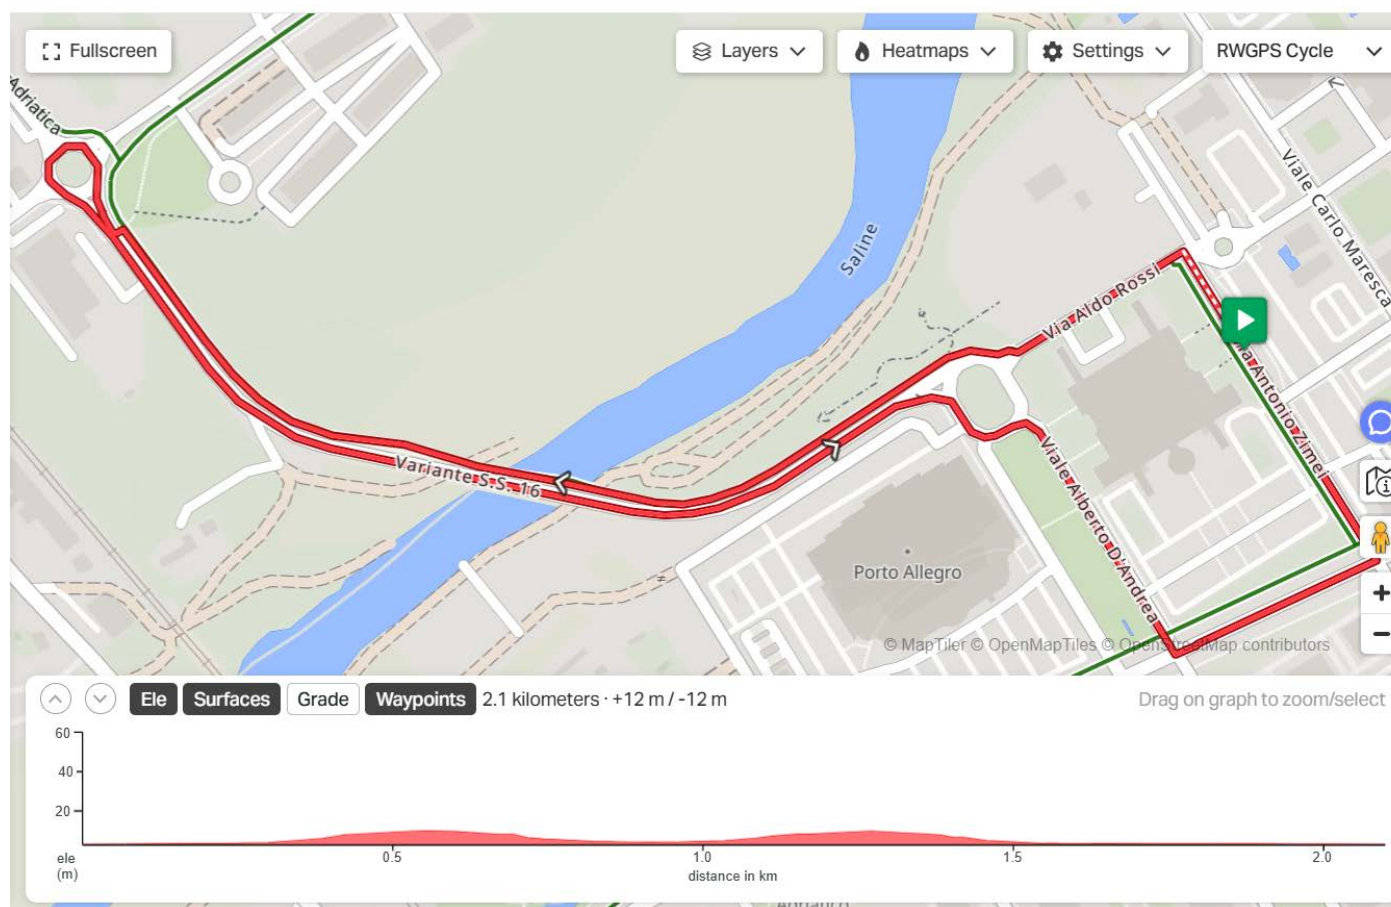 Fullscreen
Layers
Heatmaps
Settings
RWGPS Cycle
Adriatica
Viale Carlo Maresca
Saline
Via Aldo Rossi
Via Antonio Zimei
Variante S.S. 16
Viale Alberto D'Andrea
Porto Allegro
© MapTiler © OpenMapTiles © OpenStreetMap contributors
+
−
Ele Surfaces Grade Waypoints 2.1 kilometers · +12 m / -12 m
Drag on graph to zoom/select
60
40
20
ele
(m)
0.5 1.0 1.5 2.0
distance in km